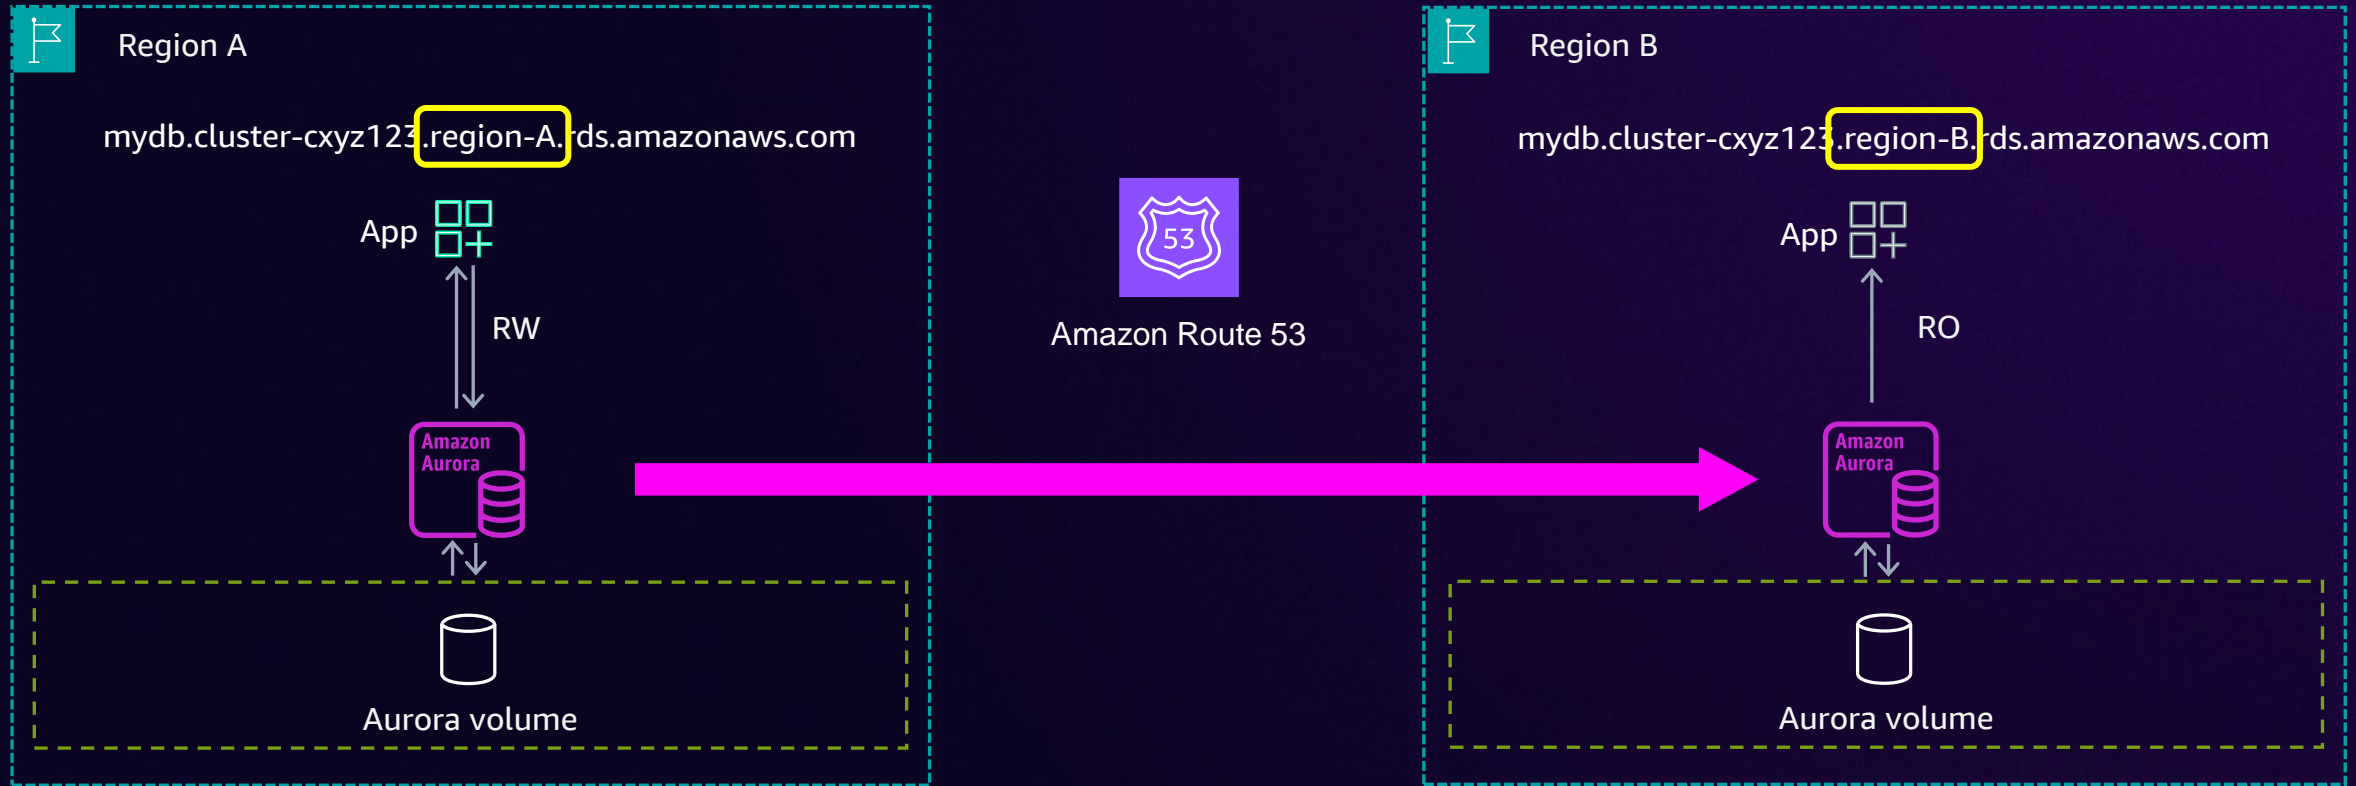 Region A
mydb.cluster-cxyz123.region-A.rds.amazonaws.com
App
RW
Amazon
Aurora
Aurora volume
53
Amazon Route 53
Region B
mydb.cluster-cxyz123.region-B.rds.amazonaws.com
App
RO
Amazon
Aurora
Aurora volume